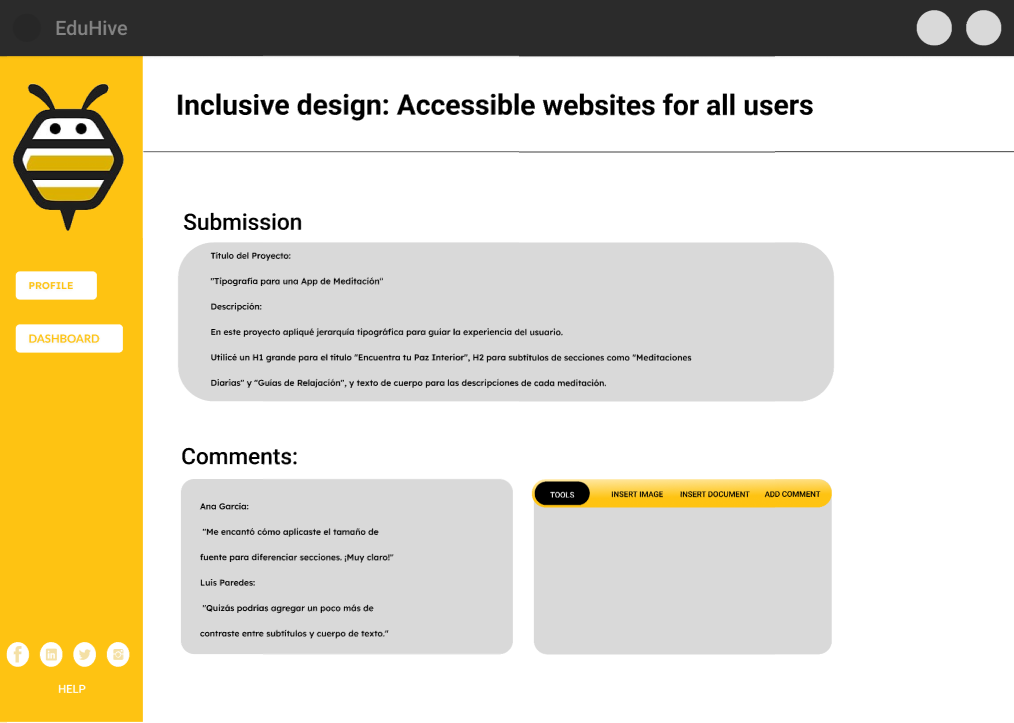 EduHive
Inclusive design: Accessible websites for all users
PROFILE
DASHBOARD
HELP
Submission
Título del Proyecto:
"Tipografía para una App de Meditación"
Descripción:
En este proyecto apliqué jerarquía tipográfica para guiar la experiencia del usuario.
Utilicé un H1 grande para el título "Encuentra tu Paz Interior", H2 para subtítulos de secciones como "Meditaciones
Diarias" y "Guías de Relajación", y texto de cuerpo para las descripciones de cada meditación.
Comments:
Ana García:
"Me encantó cómo aplicaste el tamaño de
fuente para diferenciar secciones. ¡Muy claro!"
Luis Paredes:
"Quizás podrías agregar un poco más de
contraste entre subtítulos y cuerpo de texto."
TOOLS INSERT IMAGE INSERT DOCUMENT ADD COMMENT